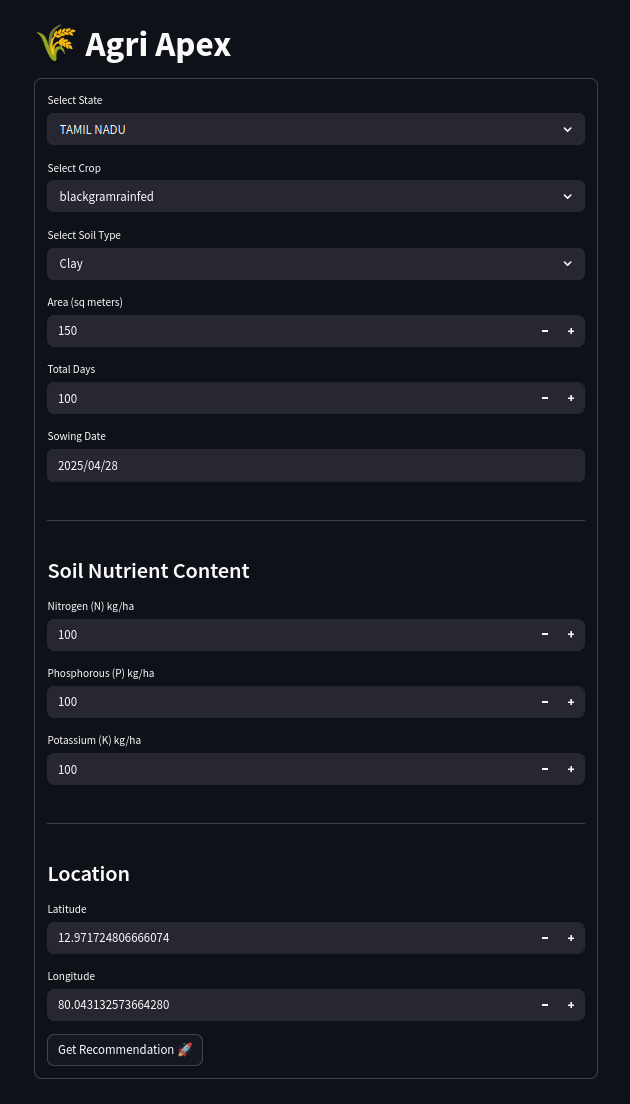 Agri Apex
Select State
TAMIL NADU
Select Crop
blackgramrainfed
Select Soil Type
Clay
Area (sq meters)
150
Total Days
100
Sowing Date
2025/04/28
Soil Nutrient Content
Nitrogen (N) kg/ha
100
Phosphorous (P) kg/ha
100
Potassium (K) kg/ha
100
Location
Latitude
12.971724806666074
Longitude
80.043132573664280
Get Recommendation 🚀